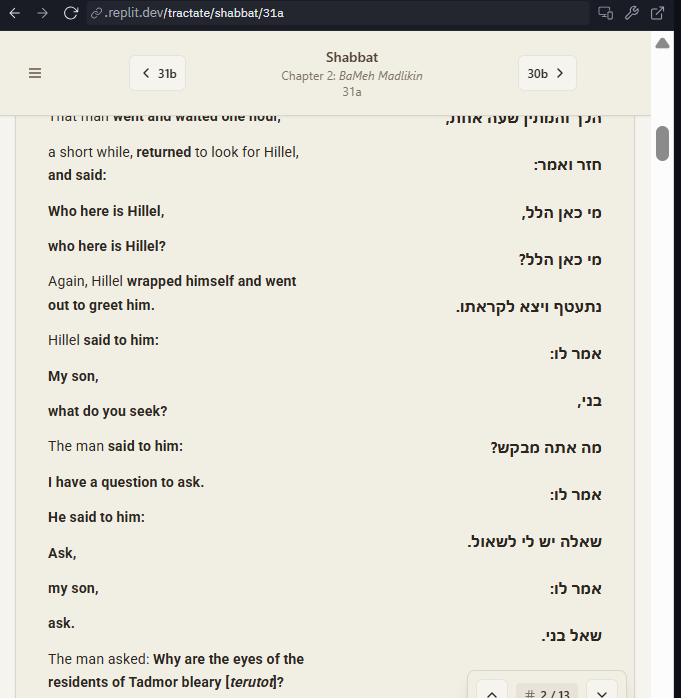 .replit.dev/tractate/shabbat/31a
31b
Shabbat
Chapter 2: BaMeh Madlikin
31a
30b
That man went and waited one hour,
הלך והמתין שעה אחת,
a short while, returned to look for Hillel,
and said:
חזר ואמר:
Who here is Hillel,
מי כאן הלל,
who here is Hillel?
מי כאן הלל?
Again, Hillel wrapped himself and went
out to greet him.
נתעטף ויצא לקראתו.
Hillel said to him:
אמר לו:
My son,
בני,
what do you seek?
מה אתה מבקש?
The man said to him:
אמר לו:
I have a question to ask.
שאלה יש לי לשאול.
He said to him:
אמר לו:
Ask,
my son,
ask.
שאל בני.
The man asked: Why are the eyes of the
residents of Tadmor bleary [terutot]?
# 2 / 13